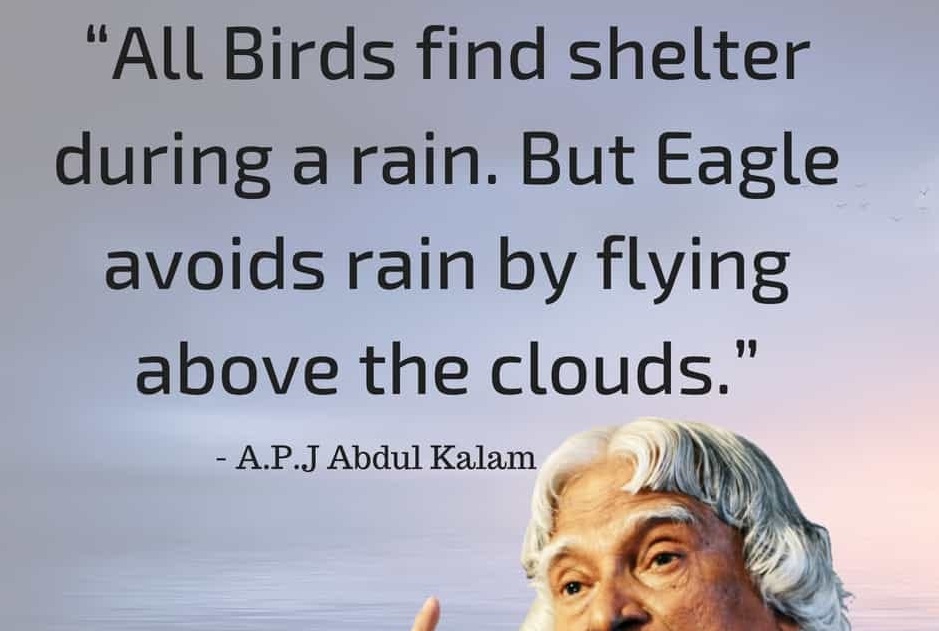 “All Birds find shelter
during a rain. But Eagle
avoids rain by flying
above the clouds.”
- A.P.J Abdul Kalam